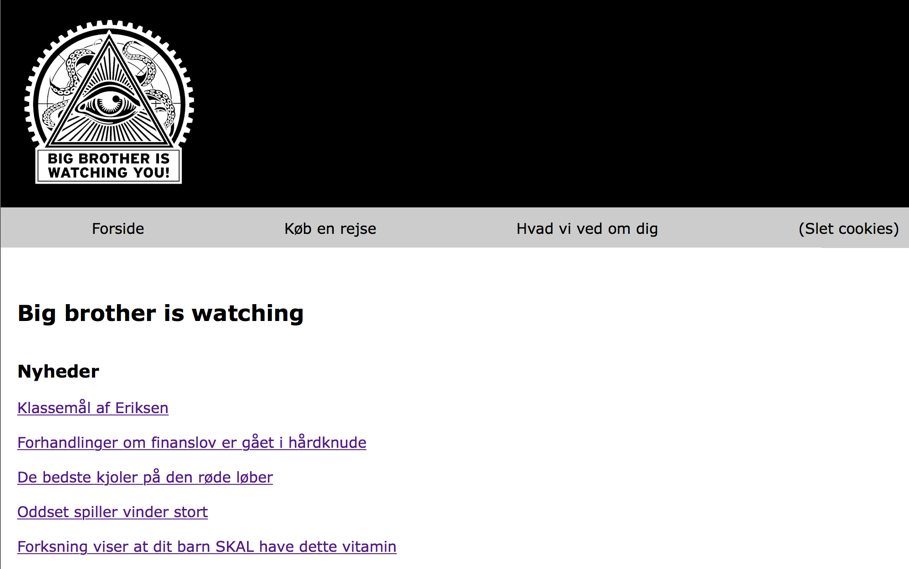 BIG BROTHER IS
WATCHING YOU!
Forside Køb en rejse Hvad vi ved om dig (Slet cookies)
Big brother is watching
Nyheder
Klassemål af Eriksen
Forhandlinger om finanslov er gået i hårdknude
De bedste kjoler på den røde løber
Oddset spiller vinder stort
Forksning viser at dit barn SKAL have dette vitamin